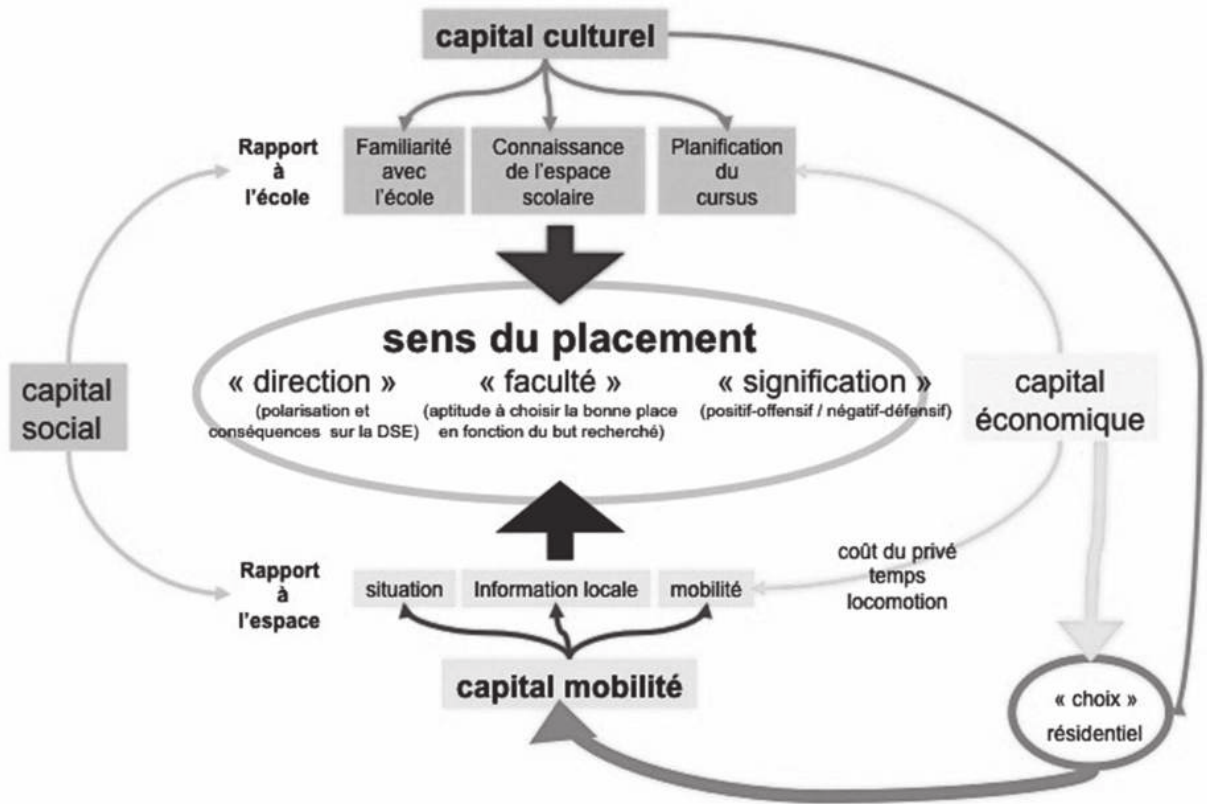 capital culturel
Rapport
à
l'école
Familiarité
avec
l'école
Connaissance
de l'espace
scolaire
Planification
du
cursus
sens du placement
« direction »
(polarisation et
conséquences sur la DSE)
« faculté »
(aptitude à choisir la bonne place
en fonction du but recherché)
« signification »
(positif-offensif / négatif-défensif)
capital
social
capital
économique
Rapport
à
l'espace
situation
Information locale
mobilité
coût du privé
temps
locomotion
capital mobilité
« choix »
résidentiel